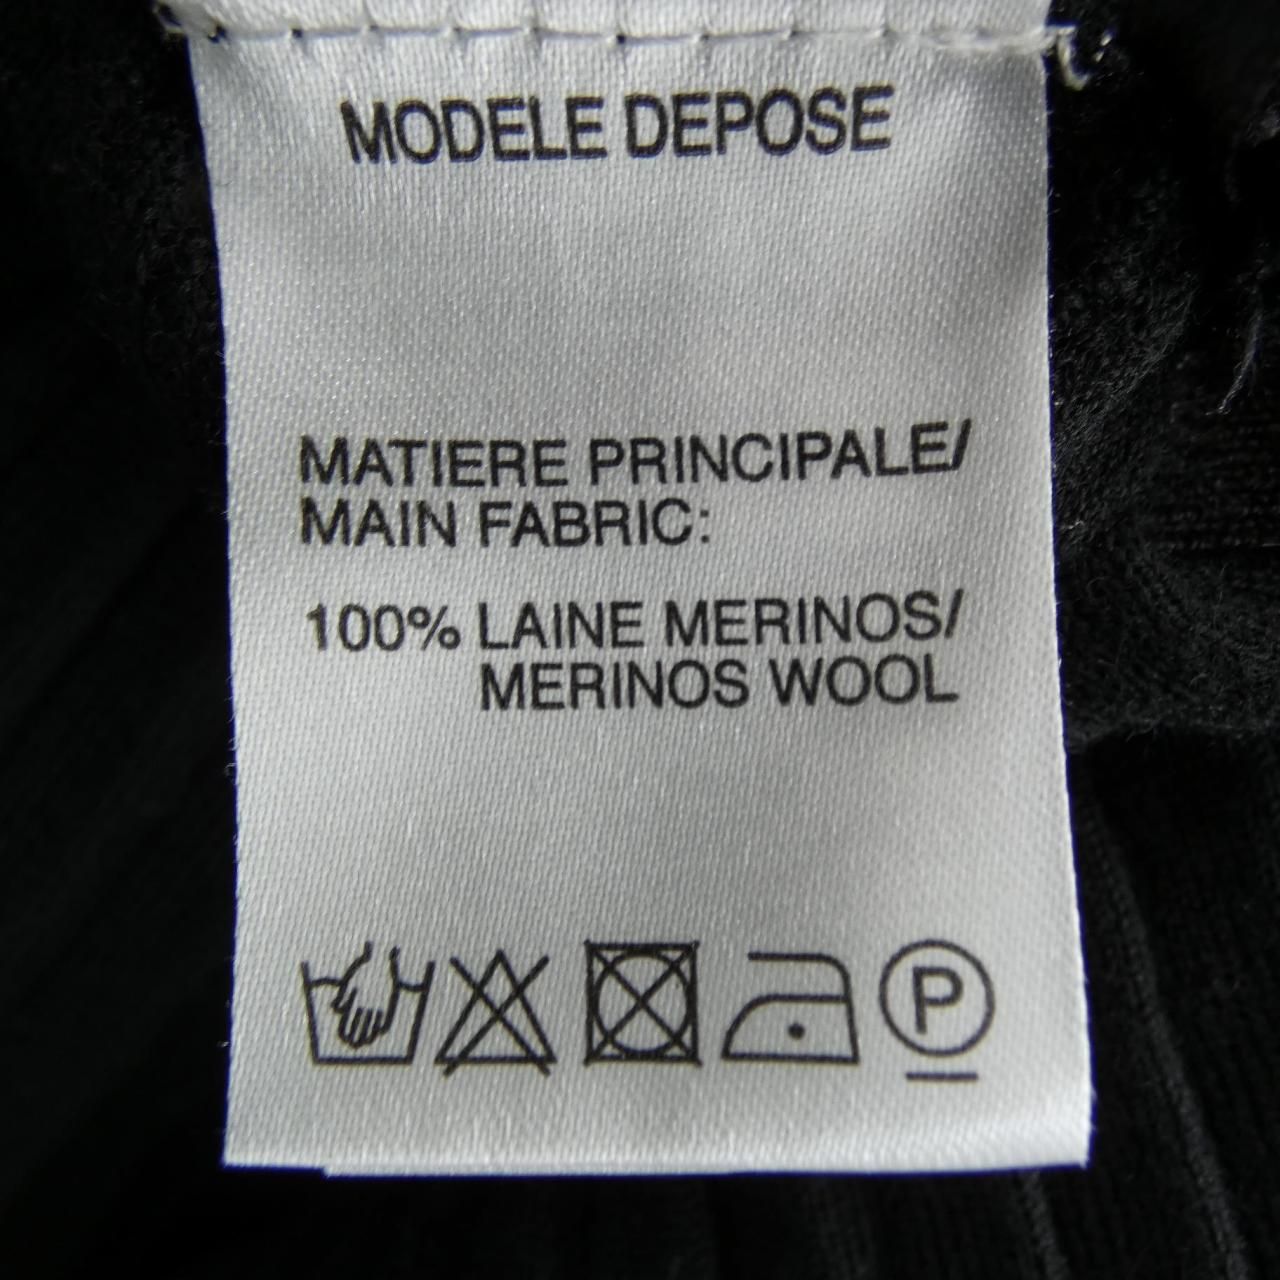 MODELE DEPOSE
MATIERE PRINCIPALE/
MAIN FABRIC:
100% LAINE MERINOS/
MERINOS WOOL
P